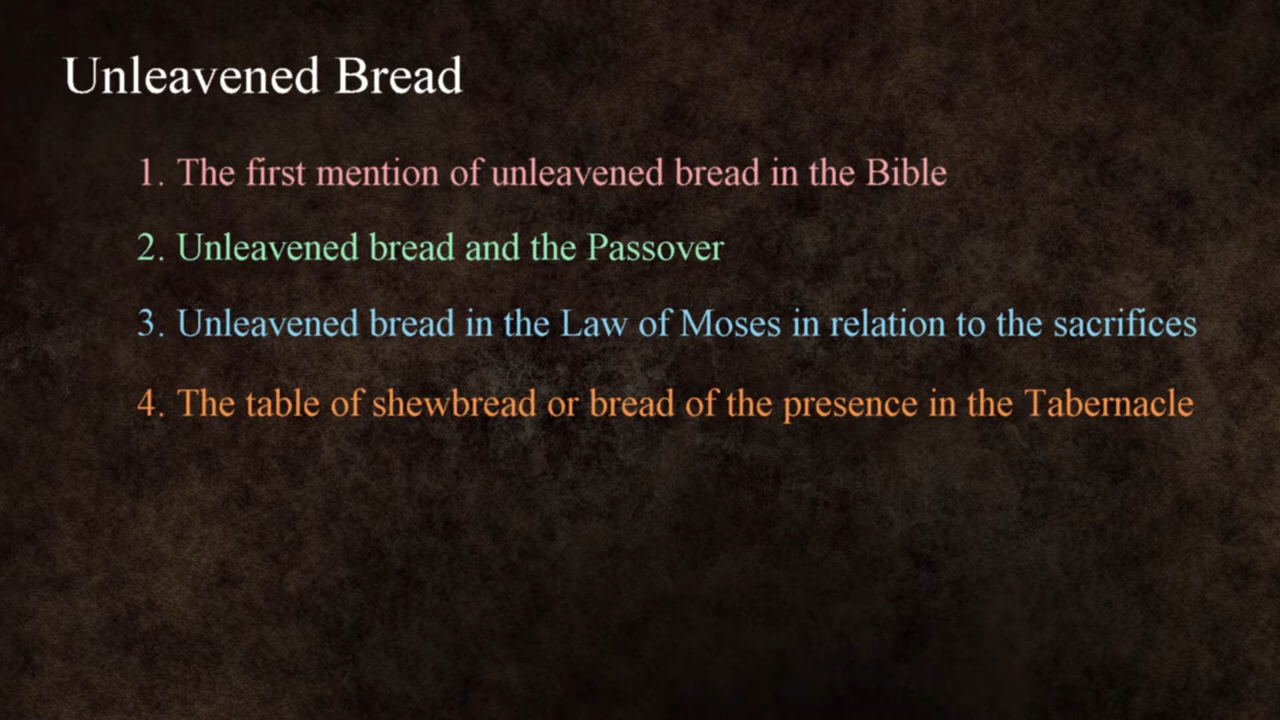 Unleavened Bread
1. The first mention of unleavened bread in the Bible
2. Unleavened bread and the Passover
3. Unleavened bread in the Law of Moses in relation to the sacrifices
4. The table of shewbread or bread of the presence in the Tabernacle